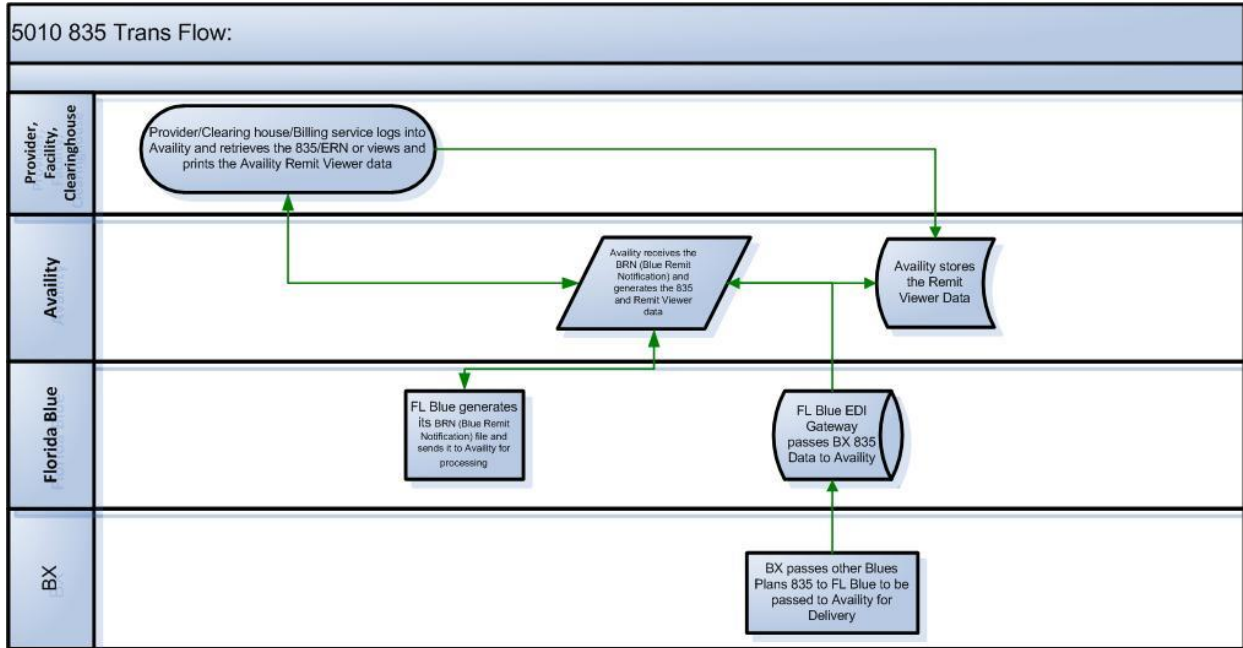 5010 835 Trans Flow:
Provider,
Facility,
Clearinghouse
Provider/Clearing house/Billing service logs into
Availity and retrieves the 835/ERN or views and
prints the Availity Remit Viewer data
Availity
Availity receives the
BRN (Blue Remit
Notification) and
generates the 835
and Remit Viewer
data
Availity stores
the Remit
Viewer Data
Florida Blue
FL Blue generates
its BRN (Blue Remit
Notification) file and
sends it to Availity for
processing
FL Blue EDI
Gateway
passes BX 835
Data to Availity
BX
BX passes other Blues
Plans 835 to FL Blue to be
passed to Availity for
Delivery